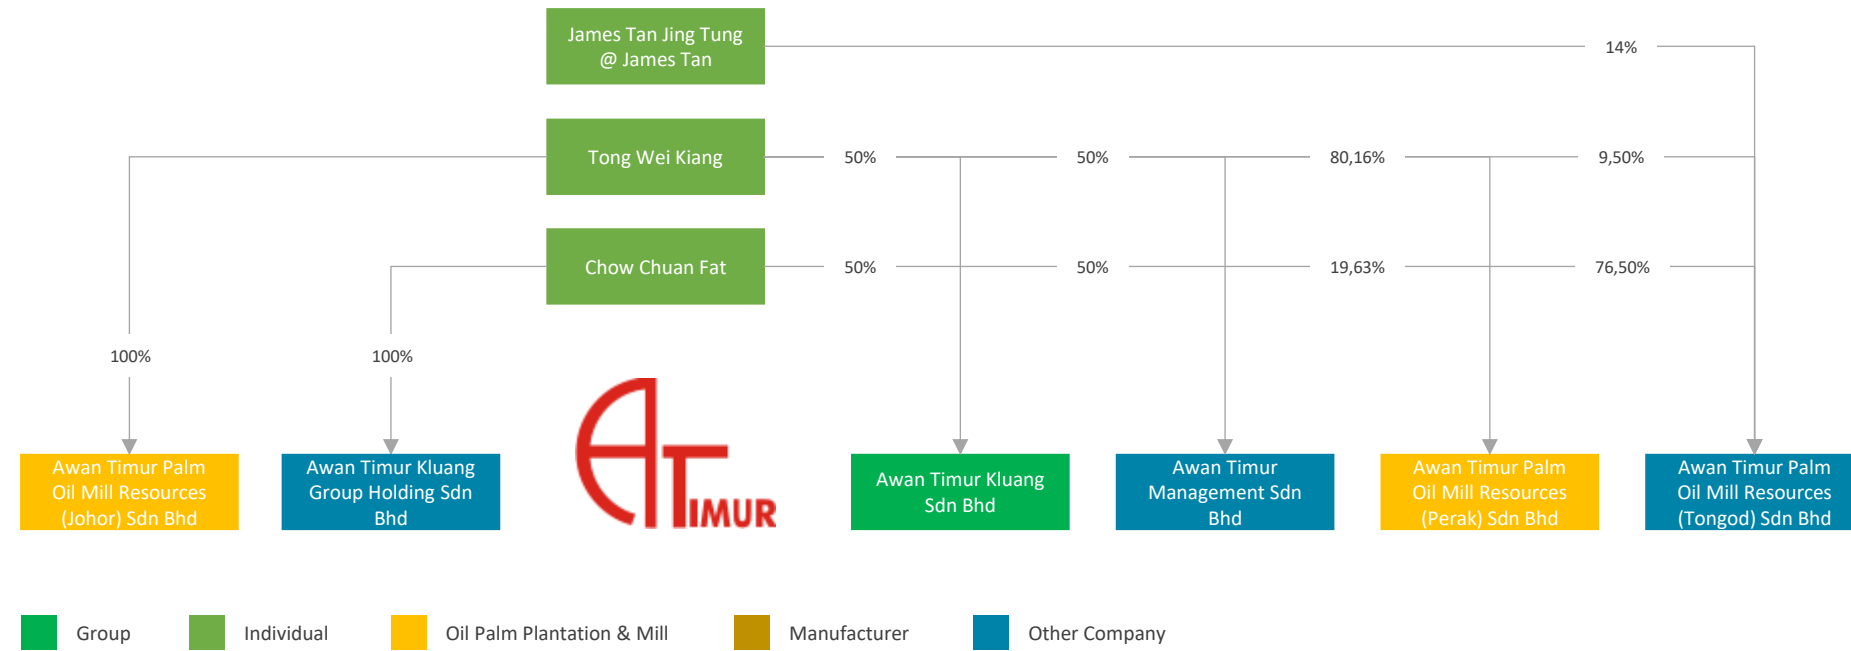 James Tan Jing Tung
@ James Tan
14%
Tong Wei Kiang
50%
50%
80,16%
9,50%
Chow Chuan Fat
50%
50%
19,63%
76,50%
100%
100%
AT
TIMUR
Awan Timur Palm
Oil Mill Resources
(Johor) Sdn Bhd
Awan Timur Kluang
Group Holding Sdn
Bhd
Awan Timur Kluang
Sdn Bhd
Awan Timur
Management Sdn
Bhd
Awan Timur Palm
Oil Mill Resources
(Perak) Sdn Bhd
Awan Timur Palm
Oil Mill Resources
(Tongod) Sdn Bhd
Group
Individual
Oil Palm Plantation & Mill
Manufacturer
Other Company